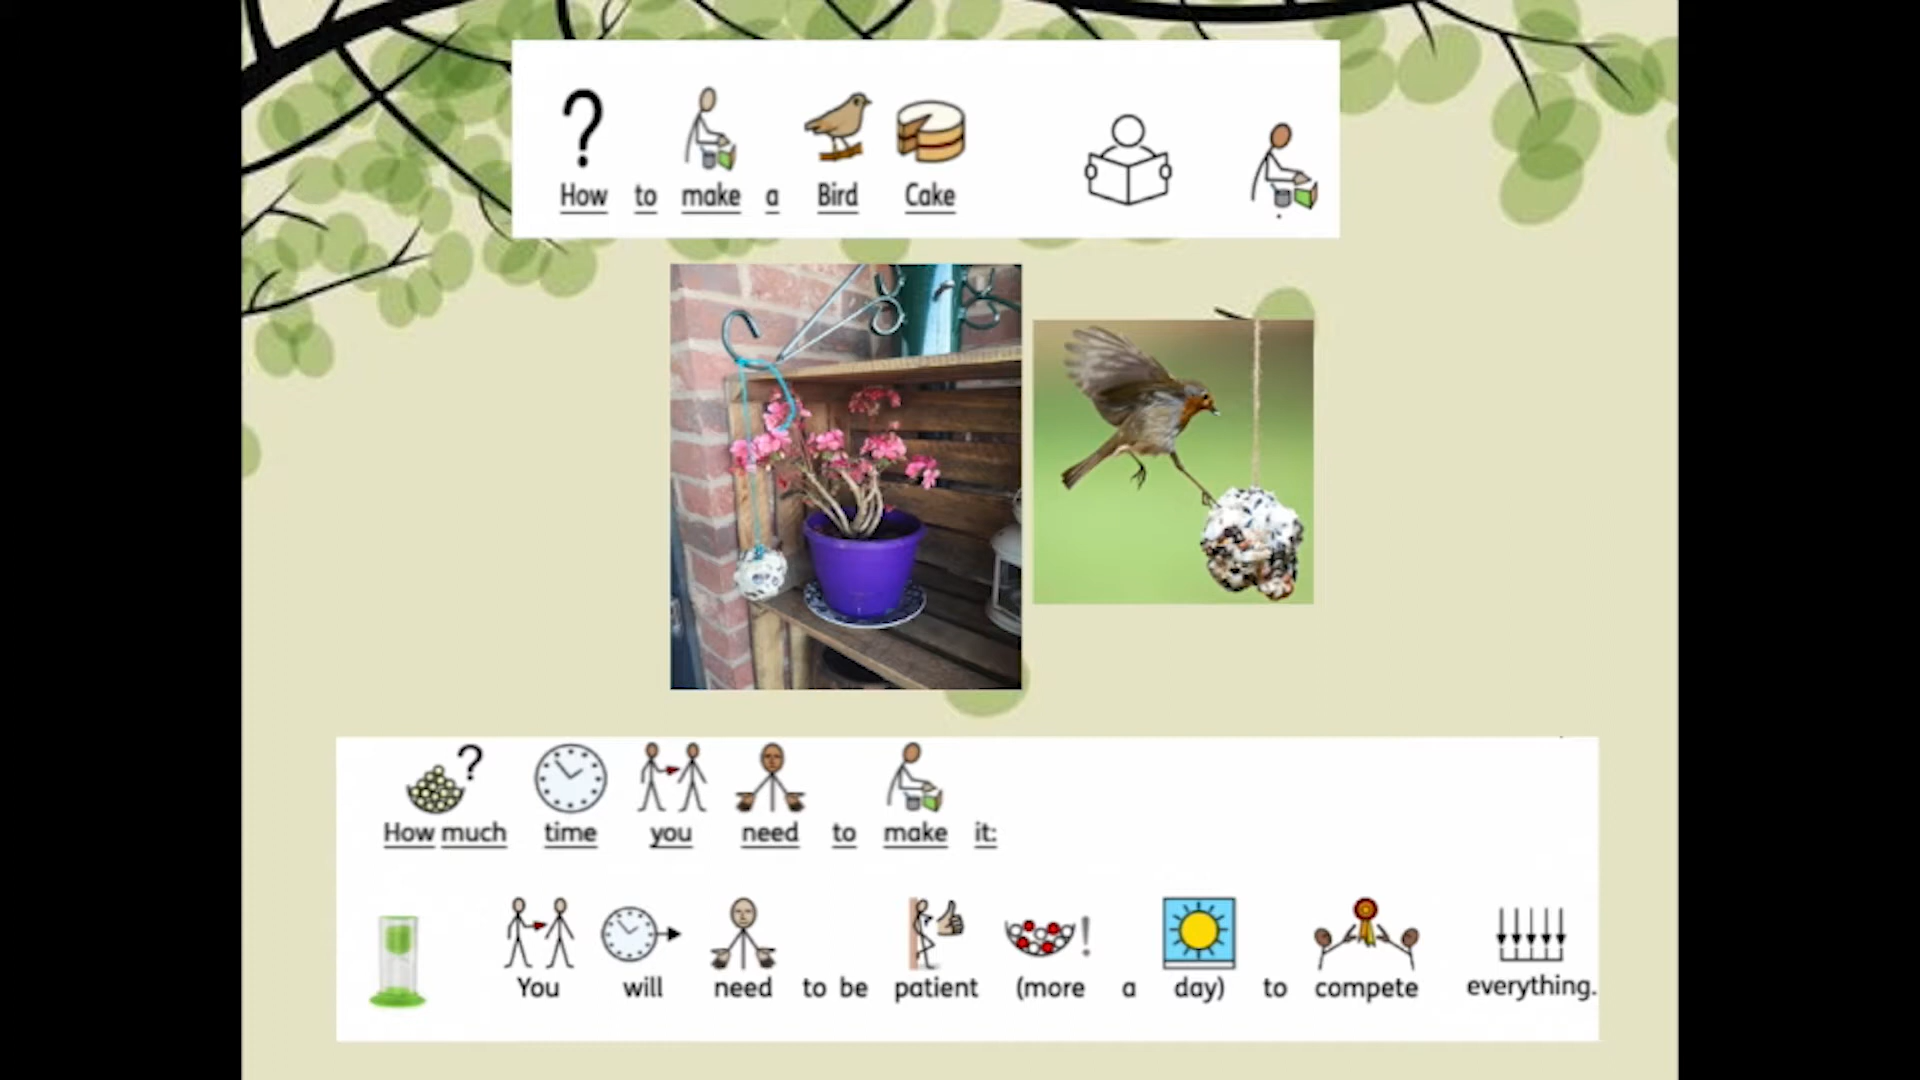 How to make a Bird Cake
How much time you need to make it:
You will need to be patient (more a day) to compete everything.